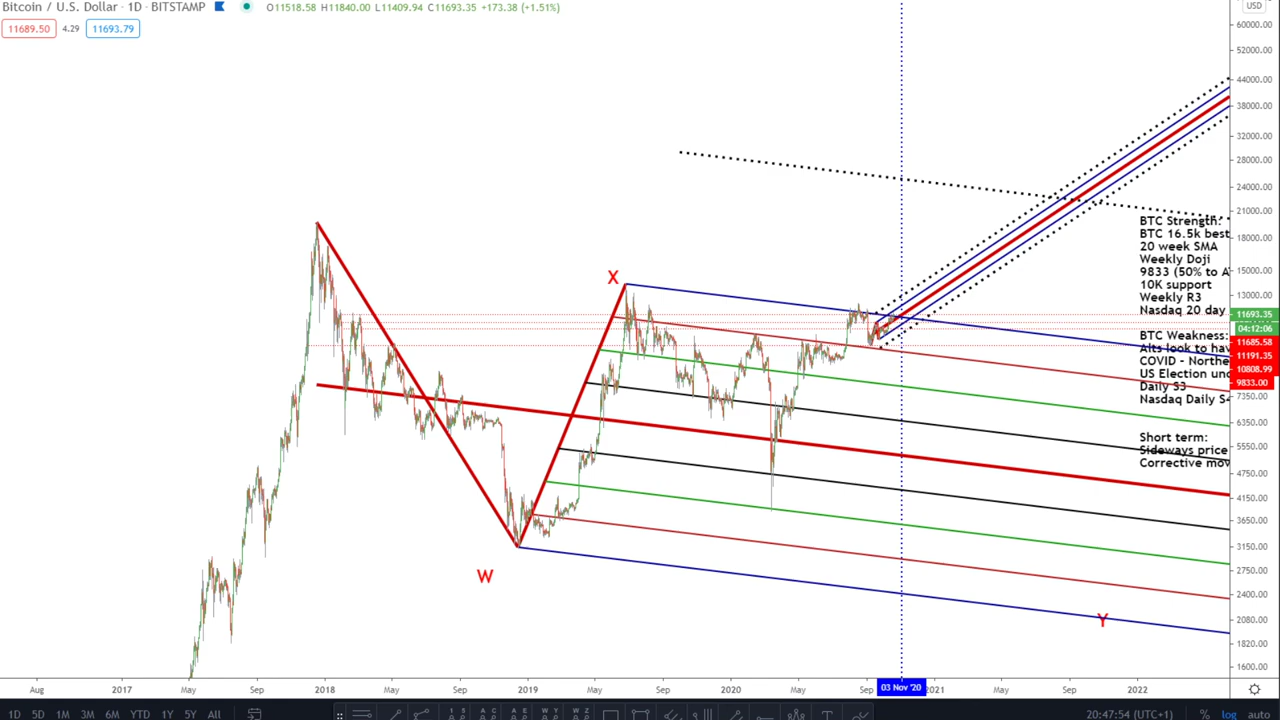 Bitcoin / U.S. Dollar · 1D · BITSTAMP O11518.58 H11840.00 L11409.94 C11693.35 +173.38 (+1.51%)
11689.50 4.29 11693.79
USD
60000.00
52000.00
44000.00
38000.00
32000.00
28000.00
24000.00
21000.00
18000.00
15000.00
13000.00
11693.35
04:12:06
11685.58
11191.35
10808.99
9833.00
7350.00
6350.00
5550.00
4750.00
4150.00
3650.00
3150.00
2750.00
2400.00
2080.00
1820.00
1600.00
BTC Strength:
BTC 16.5k best
20 week SMA
Weekly Doji
9833 (50% to A
10K support
Weekly R3
Nasdaq 20 day
BTC Weakness:
Alts look to hav
COVID - Northe
US Election unc
Daily S3
Nasdaq Daily S
Short term:
Sideways price
Corrective mov
X
W
Y
Aug 2017 May Sep 2018 May Sep 2019 May Sep 2020 May Sep 03 Nov '20 2021 May Sep 2022
1D 5D 1M 3M 6M YTD 1Y 5Y All 20:47:54 (UTC+1) % log auto